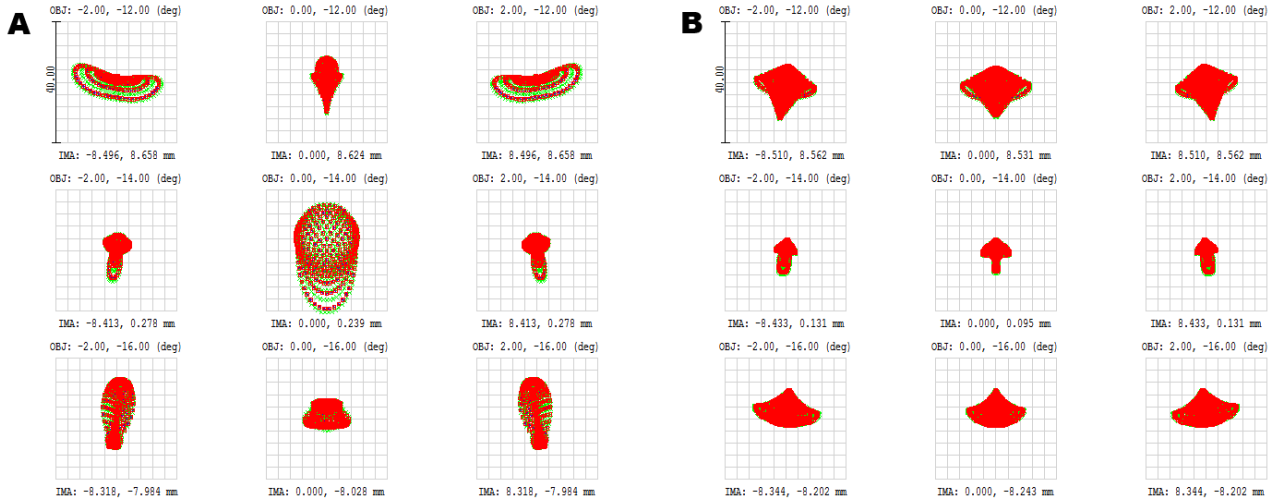 A
OBJ: -2.00, -12.00 (deg)
OBJ: 0.00, -12.00 (deg)
OBJ: 2.00, -12.00 (deg)
40.00
IMA: -8.496, 8.658 mm
IMA: 0.000, 8.624 mm
IMA: 8.496, 8.658 mm
OBJ: -2.00, -14.00 (deg)
OBJ: 0.00, -14.00 (deg)
OBJ: 2.00, -14.00 (deg)
IMA: -8.413, 0.278 mm
IMA: 0.000, 0.239 mm
IMA: 8.413, 0.278 mm
OBJ: -2.00, -16.00 (deg)
OBJ: 0.00, -16.00 (deg)
OBJ: 2.00, -16.00 (deg)
IMA: -8.318, -7.984 mm
IMA: 0.000, -8.028 mm
IMA: 8.318, -7.984 mm
B
OBJ: -2.00, -12.00 (deg)
OBJ: 0.00, -12.00 (deg)
OBJ: 2.00, -12.00 (deg)
40.00
IMA: -8.510, 8.562 mm
IMA: 0.000, 8.531 mm
IMA: 8.510, 8.562 mm
OBJ: -2.00, -14.00 (deg)
OBJ: 0.00, -14.00 (deg)
OBJ: 2.00, -14.00 (deg)
IMA: -8.433, 0.131 mm
IMA: 0.000, 0.095 mm
IMA: 8.433, 0.131 mm
OBJ: -2.00, -16.00 (deg)
OBJ: 0.00, -16.00 (deg)
OBJ: 2.00, -16.00 (deg)
IMA: -8.344, -8.202 mm
IMA: 0.000, -8.243 mm
IMA: 8.344, -8.202 mm